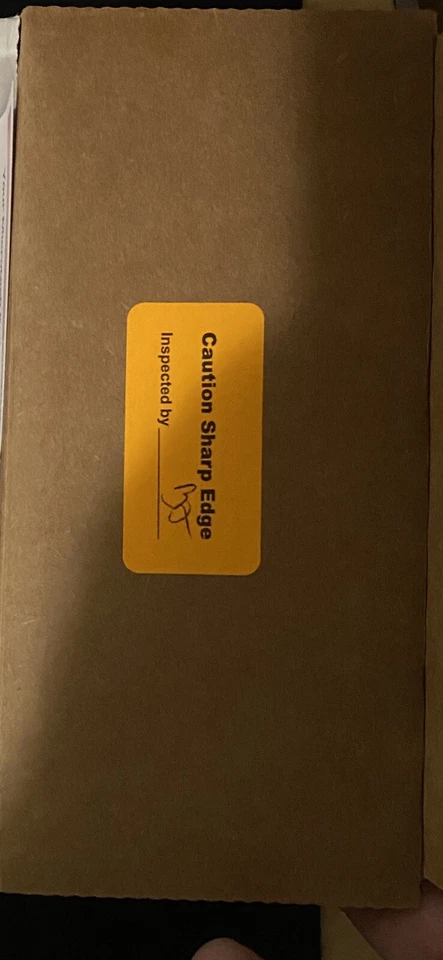 Caution Sharp Edge
Inspected by